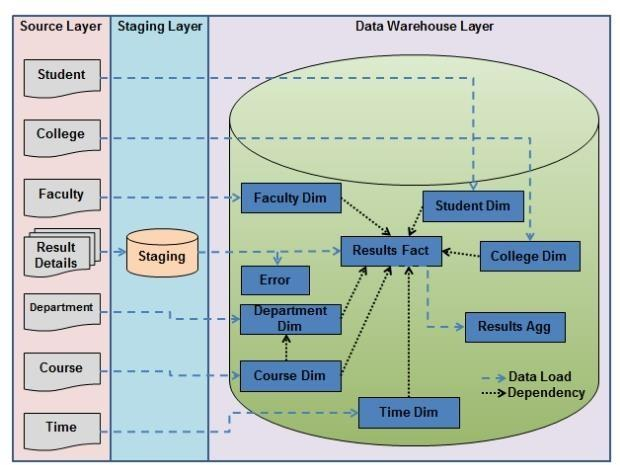 Source Layer
Staging Layer
Data Warehouse Layer
Student
College
Faculty
Faculty Dim
Student Dim
Result
Details
Staging
Results Fact
College Dim
Error
Department
Department
Dim
Results Agg
Course
Course Dim
Data Load
Dependency
Time
Time Dim